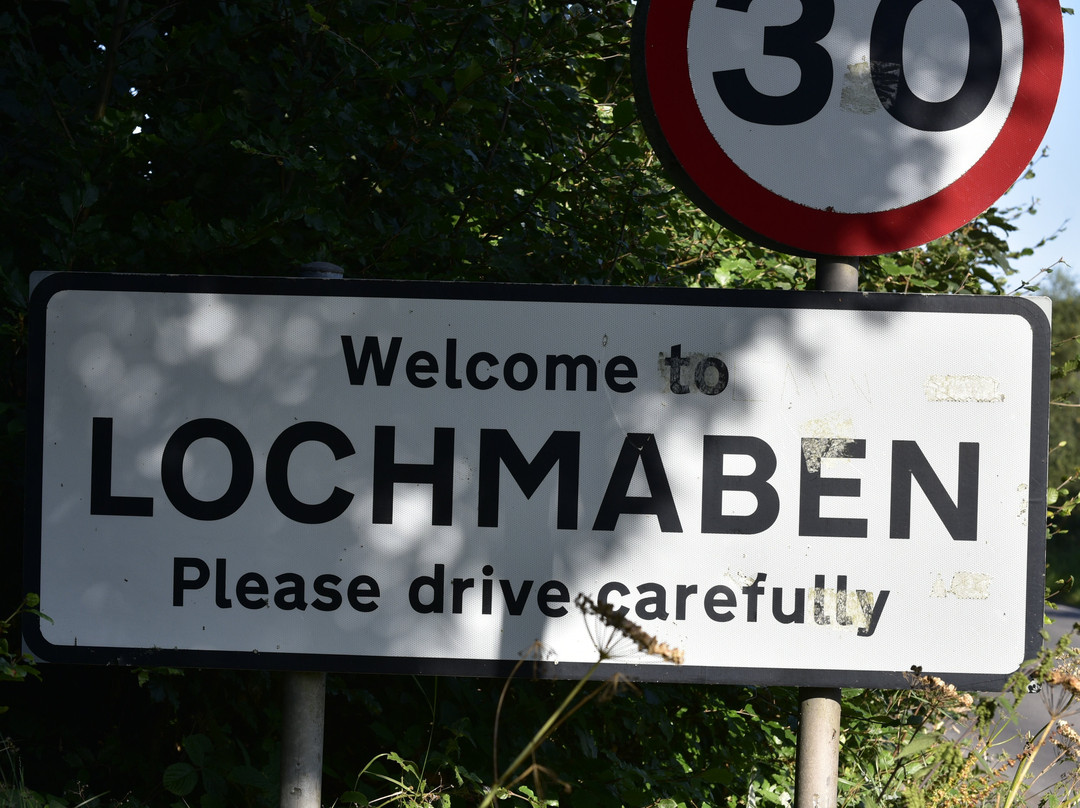 30
Welcome to
LOCHMABEN
Please drive carefully